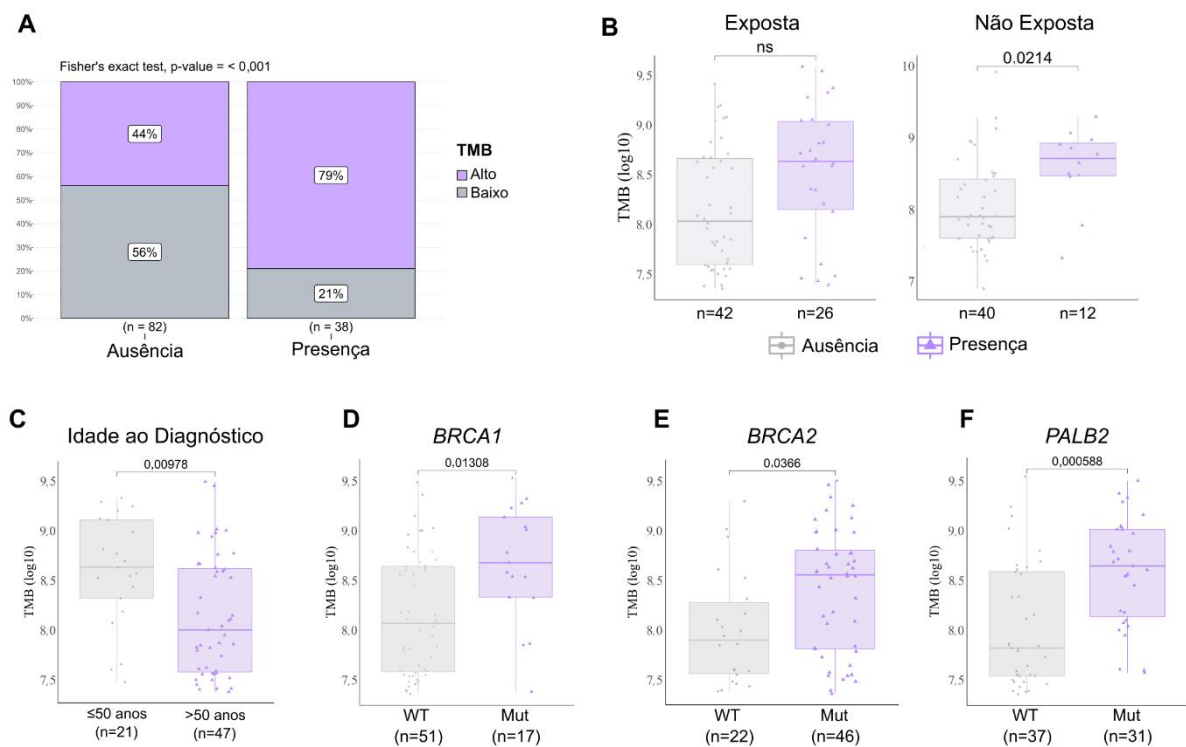 A
Fisher's exact test, p-value = < 0,001
100%
90%
80%
70%
60%
50%
40%
30%
20%
10%
0%
44%
56%
79%
21%
(n = 82)
(n = 38)
Ausência
Presença
TMB
Alto
Baixo
B
Exposta
ns
TMB (log10)
9.5
9.0
8.5
8.0
7.5
n=42
n=26
Não Exposta
0,0214
10
9
8
7
n=40
n=12
Ausência
Presença
C
Idade ao Diagnóstico
0,00978
TMB (log10)
9.5
9.0
8.5
8.0
7.5
≤50 anos
>50 anos
(n=21)
(n=47)
D
BRCA1
0,01308
TMB (log10)
9.5
9.0
8.5
8.0
7.5
WT
Mut
(n=51)
(n=17)
E
BRCA2
0,0366
TMB (log10)
9.5
9.0
8.5
8.0
7.5
WT
Mut
(n=22)
(n=46)
F
PALB2
0,000588
TMB (log10)
9.5
9.0
8.5
8.0
7.5
WT
Mut
(n=37)
(n=31)